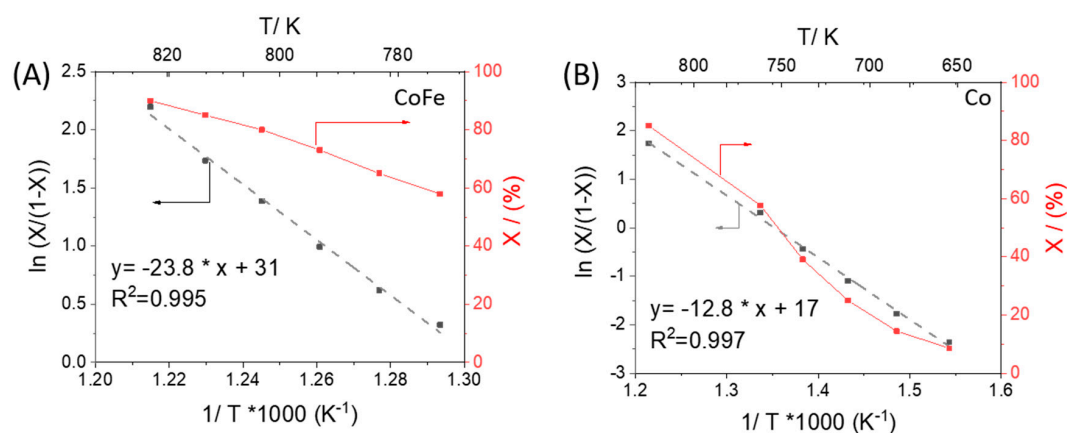 T/ K
820 800 780
(A)
2.5
2.0
1.5
1.0
0.5
0.0
ln (X/(1-X))
CoFe
y= -23.8 * x + 31
R²=0.995
100
80
60
40
20
0
X / (%)
1.20 1.22 1.24 1.26 1.28 1.30
1/ T *1000 (K⁻¹)
T/ K
800 750 700 650
(B)
3
2
1
0
-1
-2
-3
ln (X/(1-X))
Co
y= -12.8 * x + 17
R²=0.997
100
80
60
40
20
0
X / (%)
1.2 1.3 1.4 1.5 1.6
1/ T *1000 (K⁻¹)